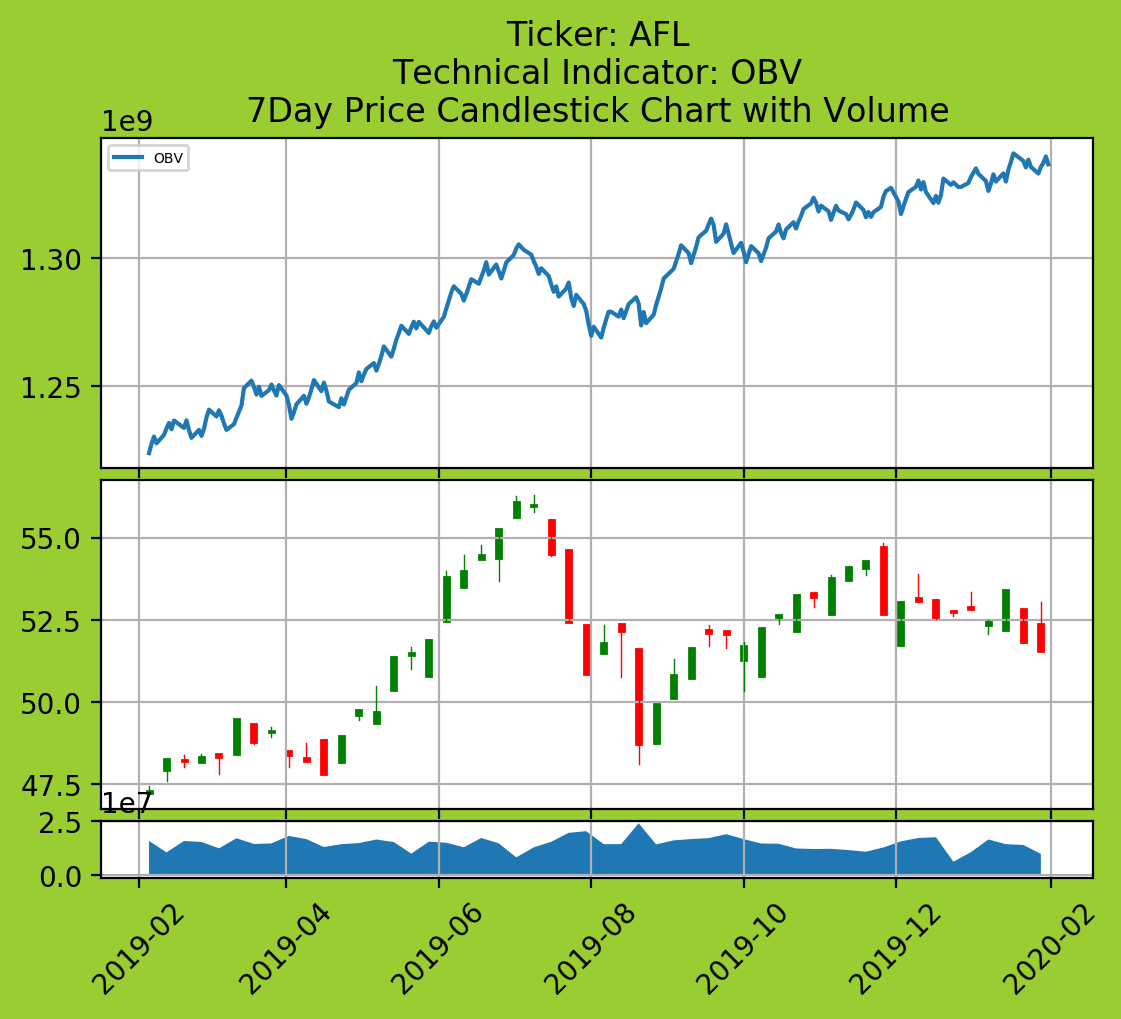 Ticker: AFL
Technical Indicator: OBV
7Day Price Candlestick Chart with Volume
1e9
OBV
1.30
1.25
55.0
52.5
50.0
47.5
1e7
2.5
0.0
2019-02
2019-04
2019-06
2019-08
2019-10
2019-12
2020-02